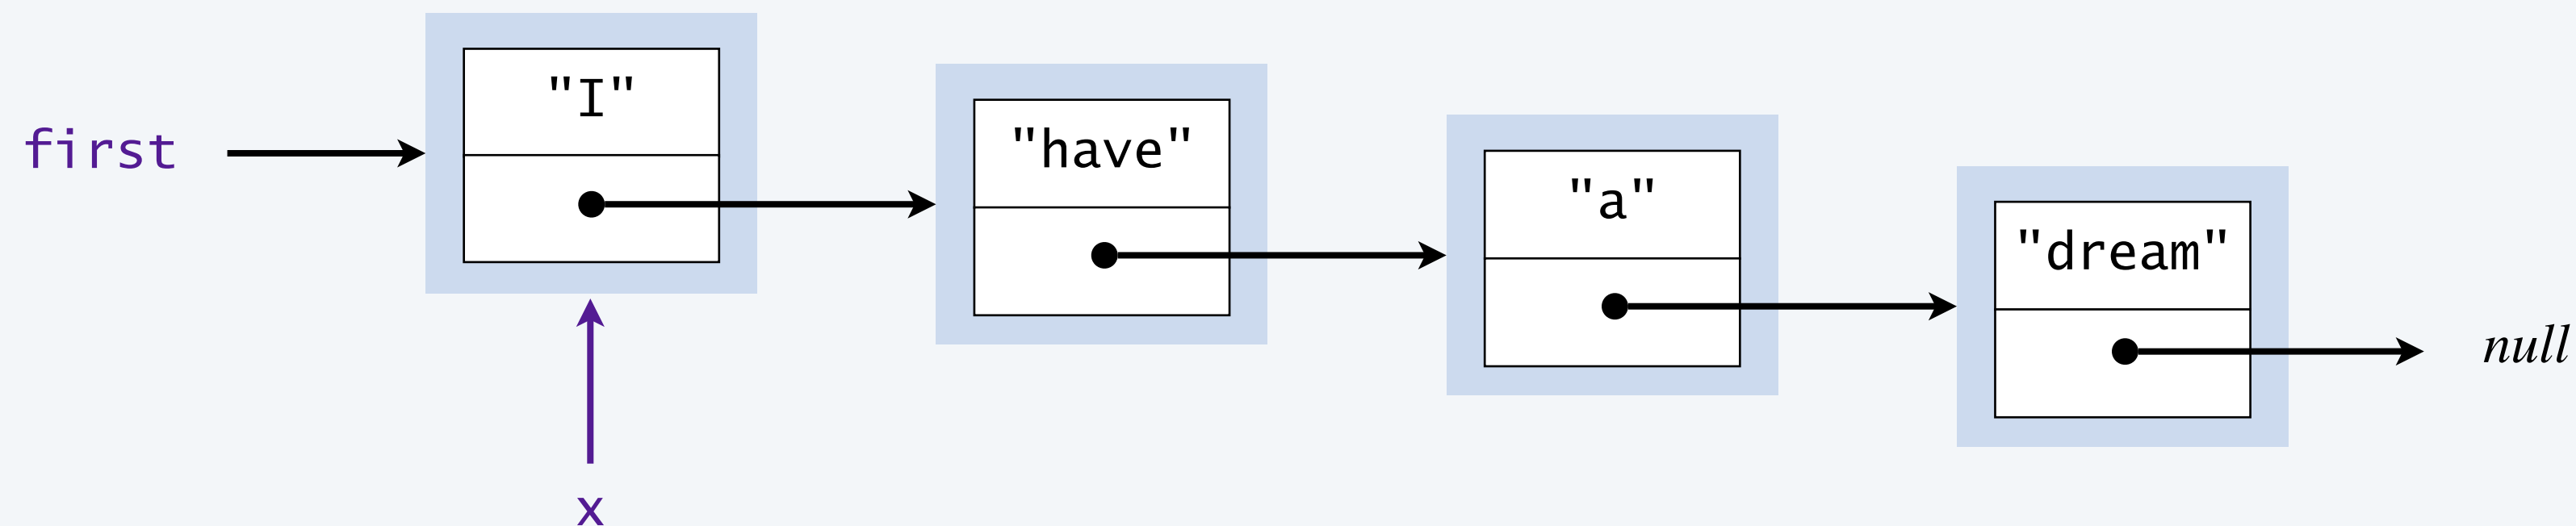 first
"I"
"have"
"a"
"dream"
null
x